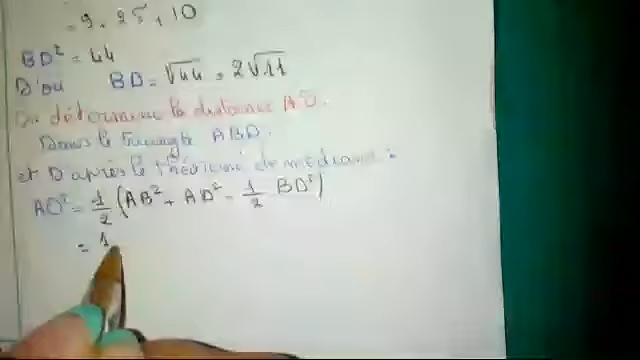 = 9 + 25 + 10
BD² = 44
D'où BD = √44 = 2√11
On détermine la distance AO.
Dans le triangle ABD.
et D'après le théorème de médiane :
AO² = 1/2 (AB² + AD² - 1/2 BD²)
= 1